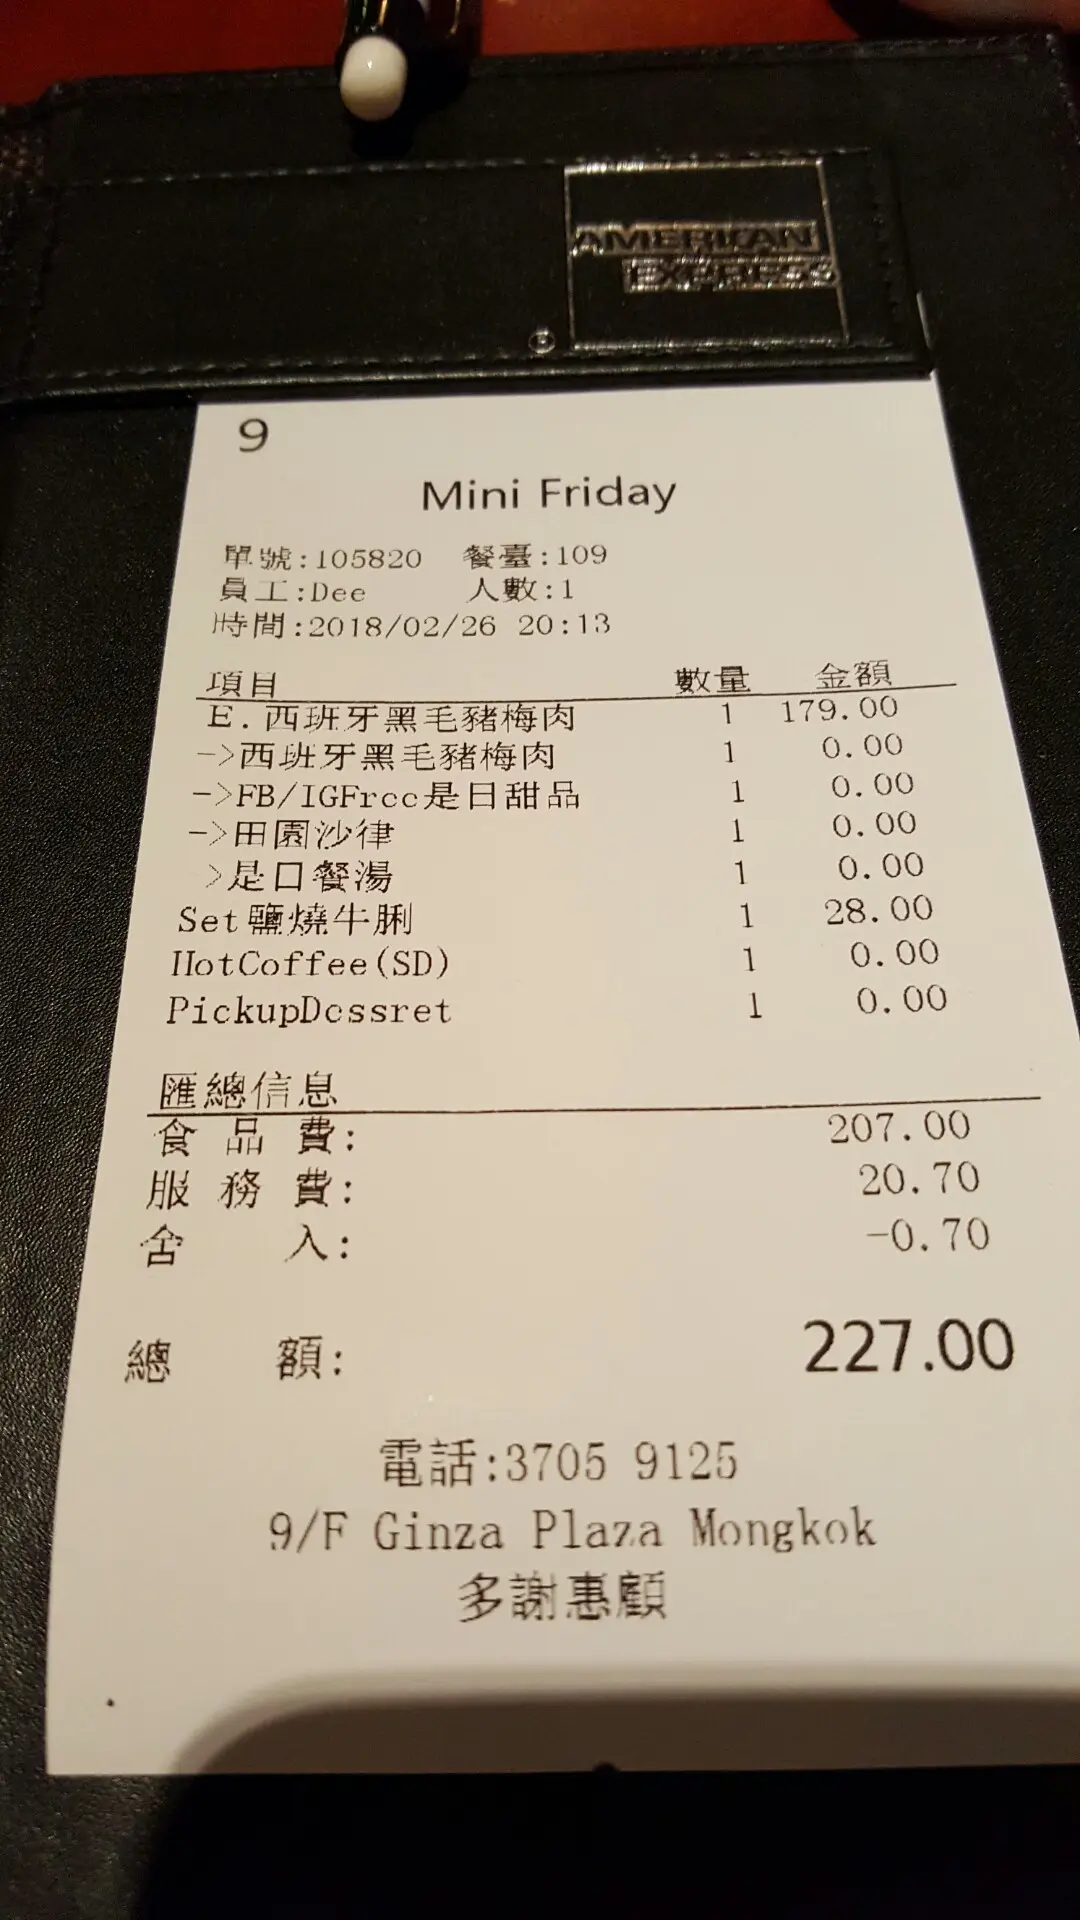 AMERICAN
EXPRESS
9
Mini Friday
單號:105820 餐臺:109
員工:Dee 人數:1
時間:2018/02/26 20:13
項目 數量 金額
E.西班牙黑毛豬梅肉 1 179.00
->西班牙黑毛豬梅肉 1 0.00
->FB/IGFree是日甜品 1 0.00
->田園沙律 1 0.00
>是日餐湯 1 0.00
Set鹽燒牛脷 1 28.00
HotCoffee(SD) 1 0.00
PickupDessret 1 0.00
匯總信息
食品費: 207.00
服務費: 20.70
舍入: -0.70
總額: 227.00
電話:3705 9125
9/F Ginza Plaza Mongkok
多謝惠顧